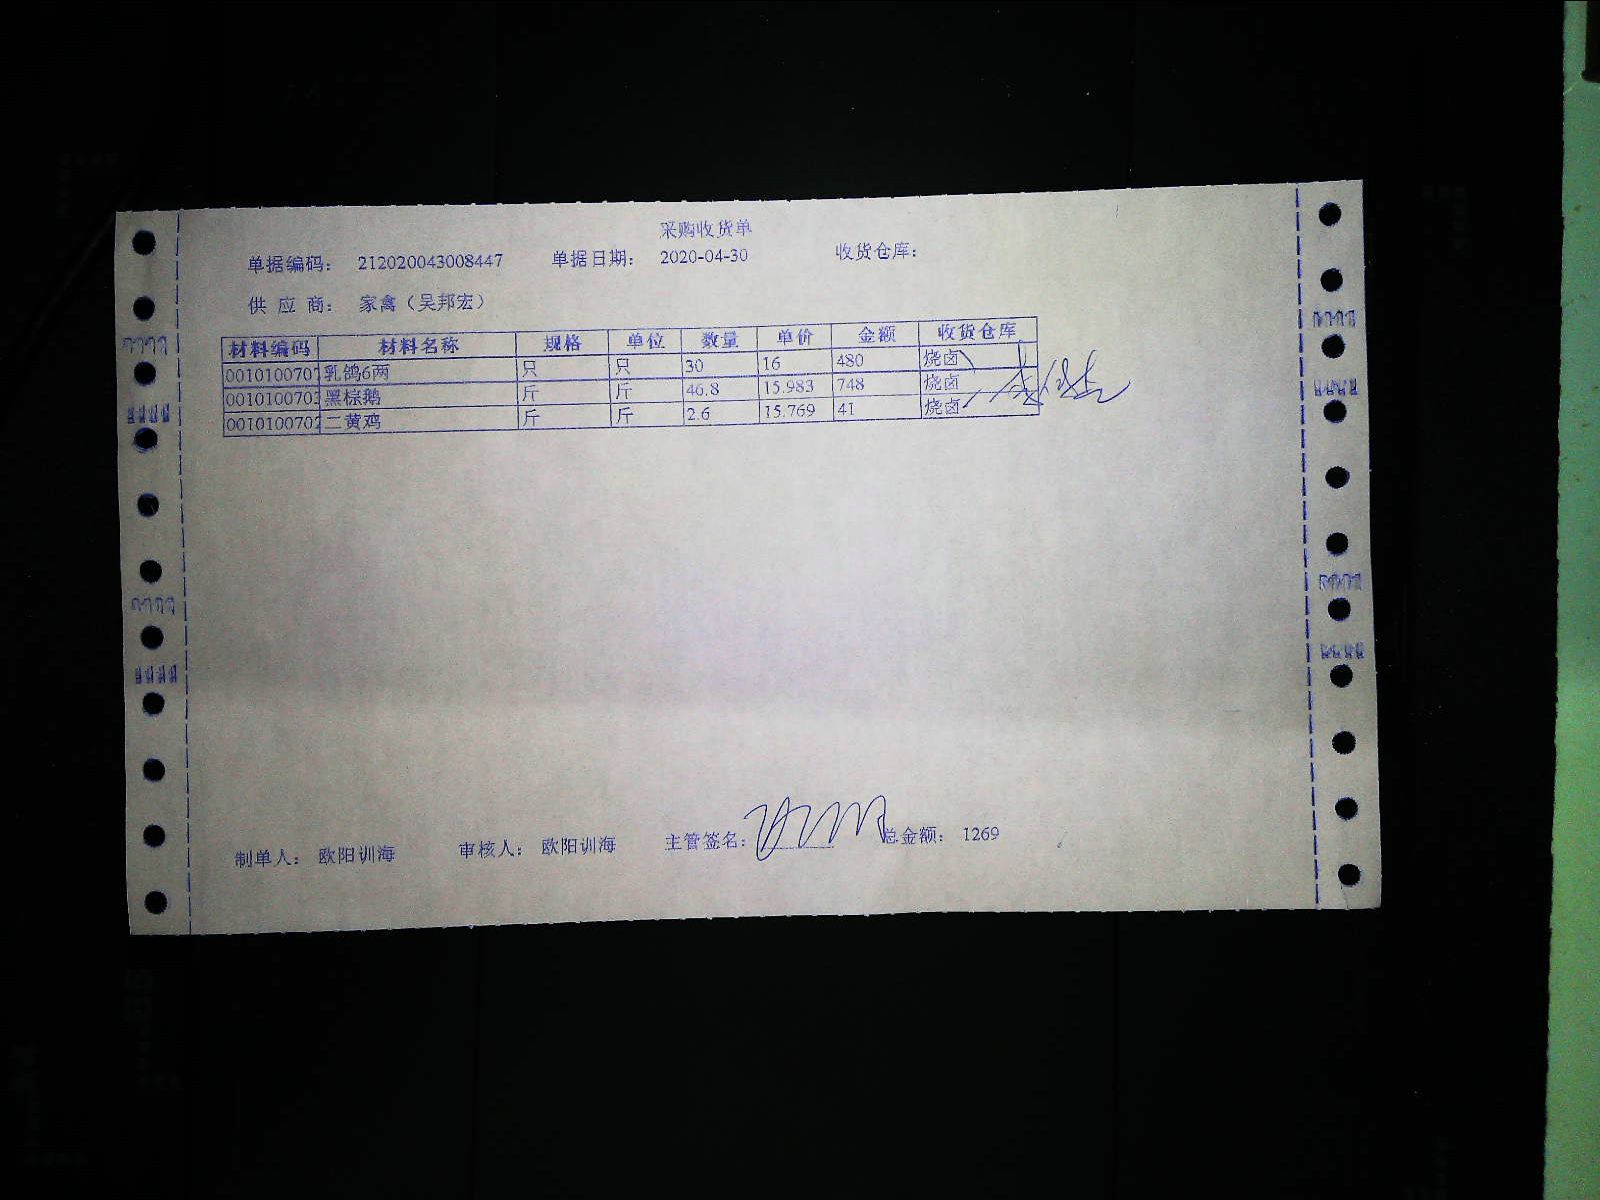 采购收货单
单据编码： 212020043008447 单据日期： 2020-04-30 收货仓库：
供 应 商： 家禽（吴邦宏）
材料编码 材料名称 规格 单位 数量 单价 金额 收货仓库
0010100707 乳鸽6两 只 只 30 16 480 烧卤
0010100703 黑棕鹅 斤 斤 46.8 15.983 748 烧卤
0010100702 二黄鸡 斤 斤 2.6 15.769 41 烧卤
制单人： 欧阳训海 审核人： 欧阳训海 主管签名： 总金额： 1269